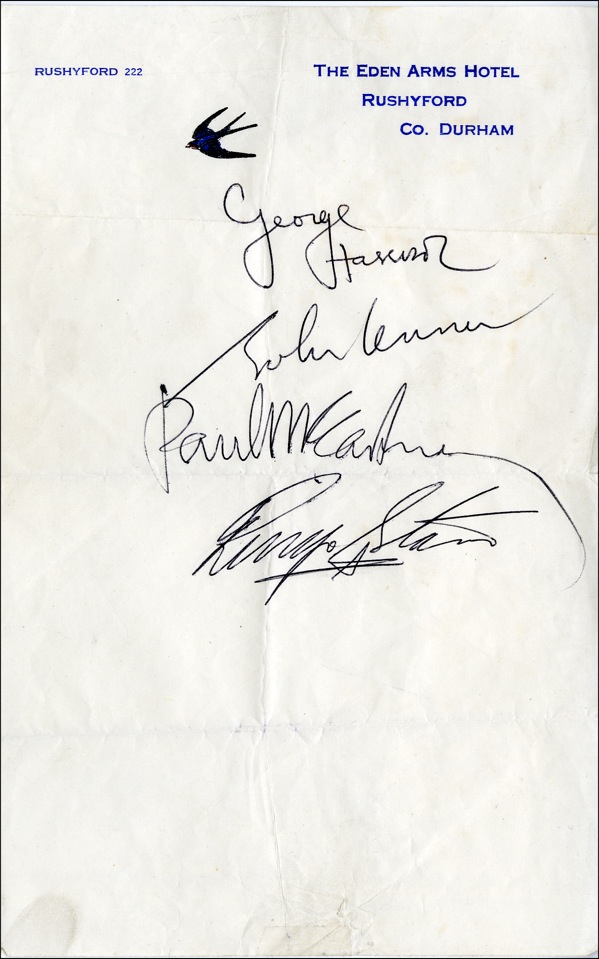 RUSHYFORD 222
THE EDEN ARMS HOTEL
RUSHYFORD
CO. DURHAM
George
Harrison
John Lennon
Paul McCartney
Ringo Starr